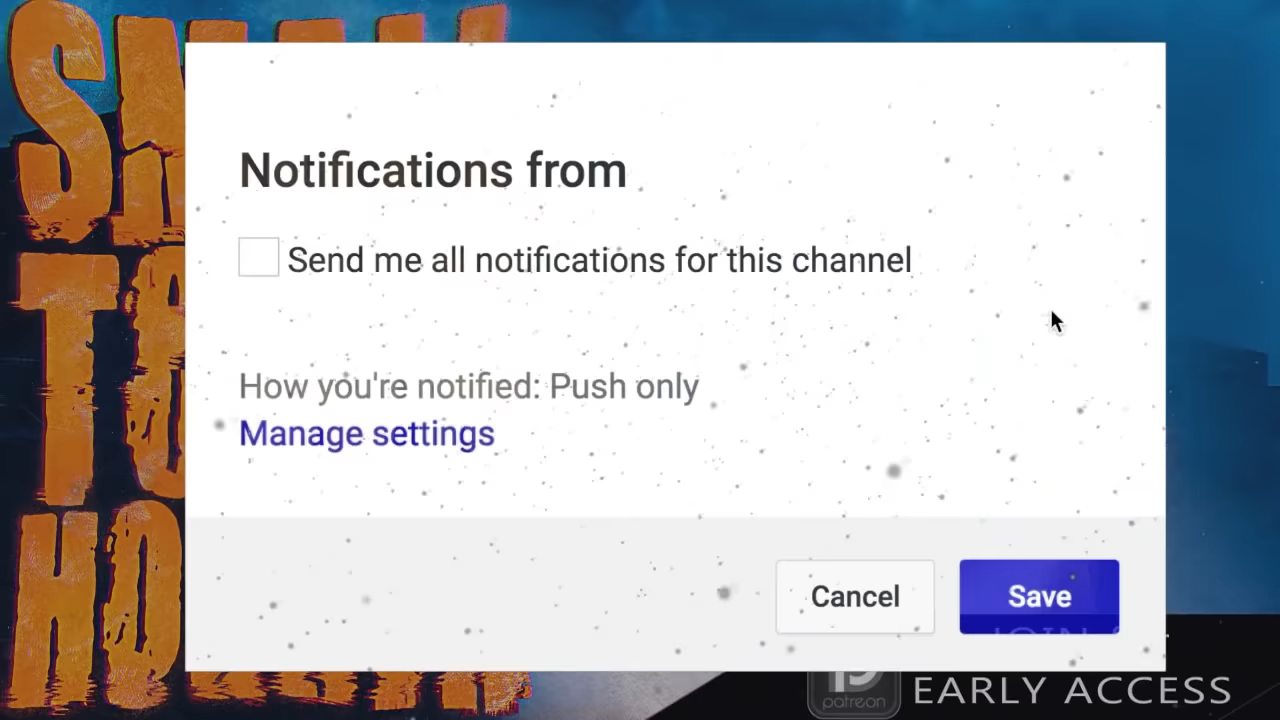 Notifications from
Send me all notifications for this channel
How you're notified: Push only
Manage settings
Cancel
Save
JOIN
patreon
EARLY ACCESS